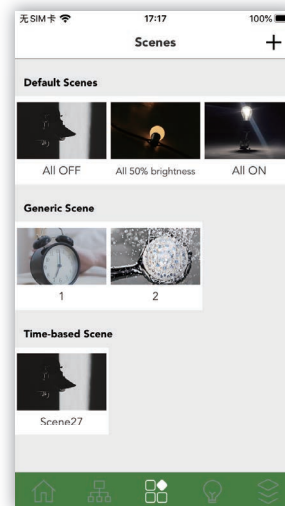 无SIM卡 17:17 100%
Scenes +
Default Scenes
All OFF All 50% brightness All ON
Generic Scene
1 2
Time-based Scene
Scene27